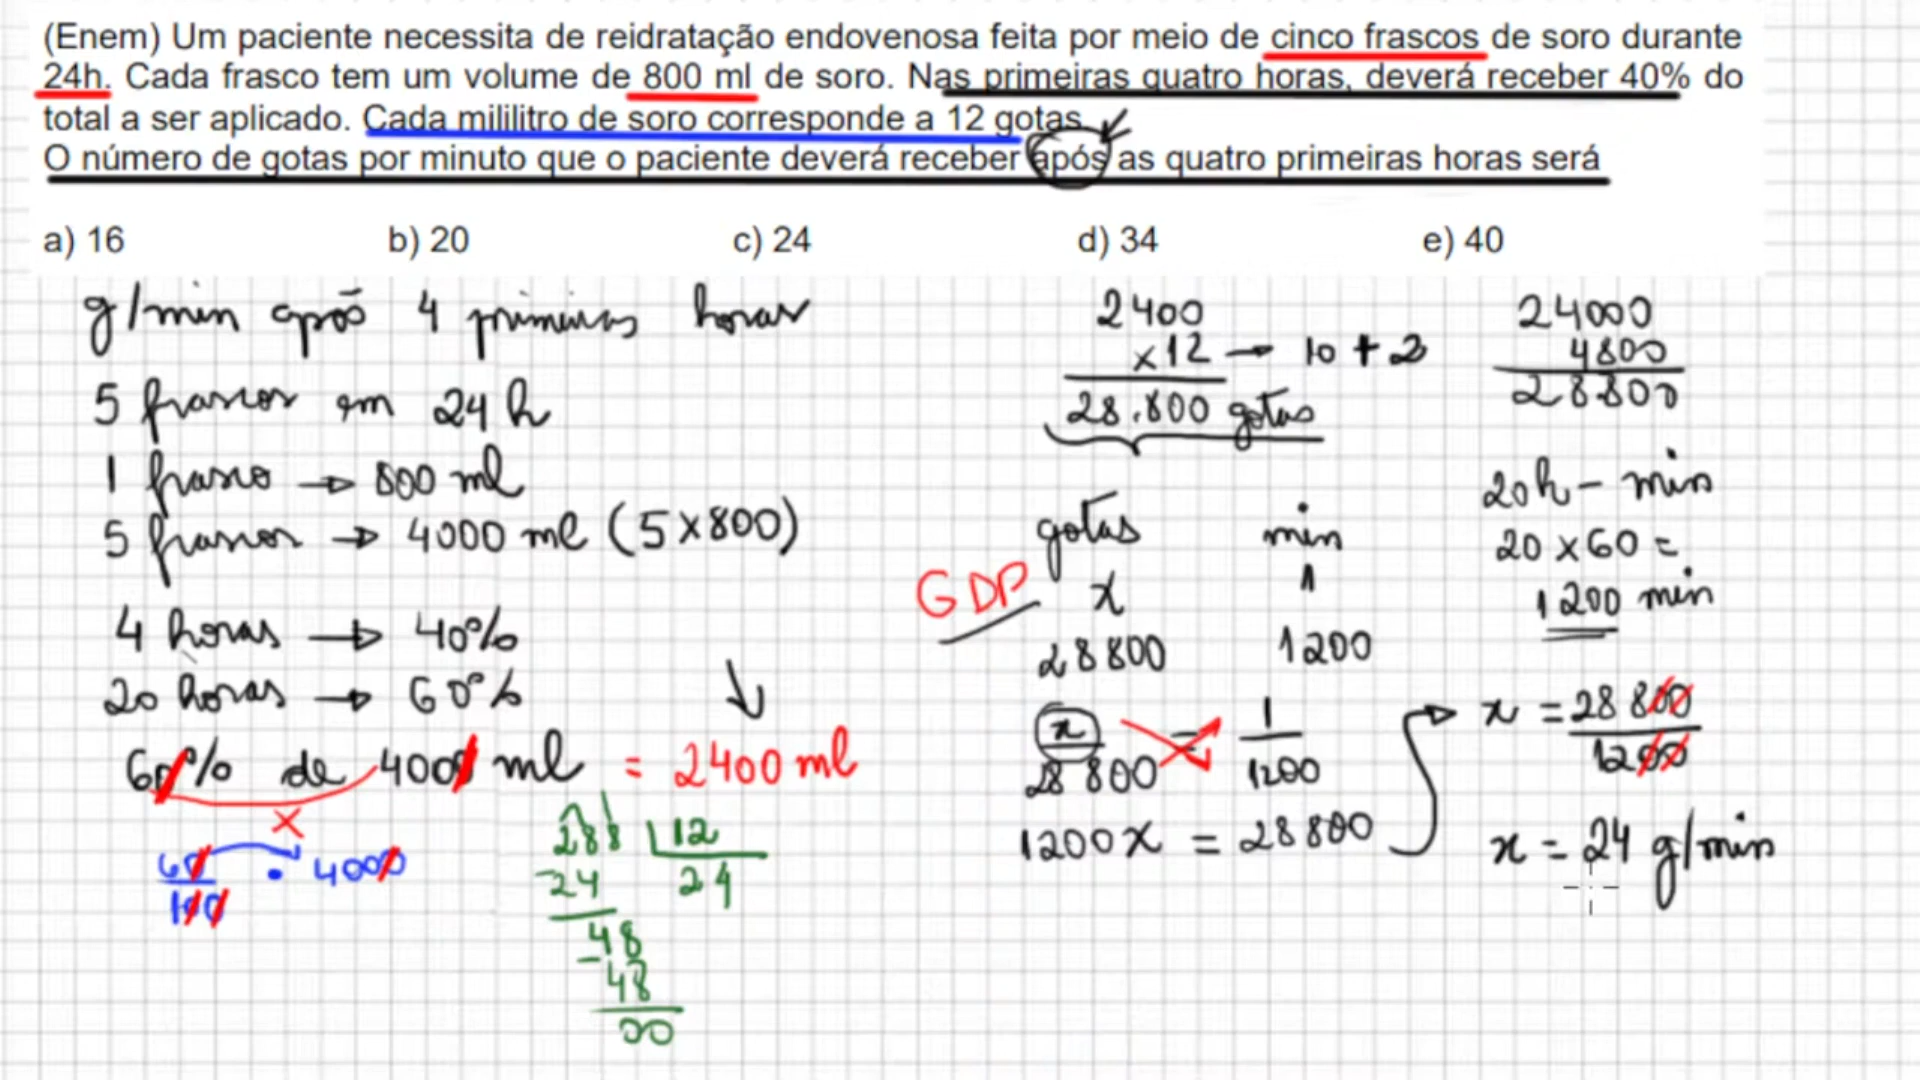 (Enem) Um paciente necessita de reidratação endovenosa feita por meio de cinco frascos de soro durante
24h. Cada frasco tem um volume de 800 ml de soro. Nas primeiras quatro horas, deverá receber 40% do
total a ser aplicado. Cada mililitro de soro corresponde a 12 gotas.
O número de gotas por minuto que o paciente deverá receber após as quatro primeiras horas será
a) 16 b) 20 c) 24 d) 34 e) 40
g/min após 4 primeiras horas
5 frascos em 24 h
1 frasco → 800 ml
5 frascos → 4000 ml (5 x 800)
4 horas → 40%
20 horas → 60%
60% de 4000 ml = 2400 ml
x
60
100
· 4000
288 12
-24 24
48
-48
00
2400
x12 → 10 + 2
28.800 gotas
gotas min
GDP
x 1
28800 1200
x = 1
28800 1200
1200x = 28800
24000
4800
28800
20h - min
20 x 60 =
1200 min
x = 28800
1200
x = 24 g/min